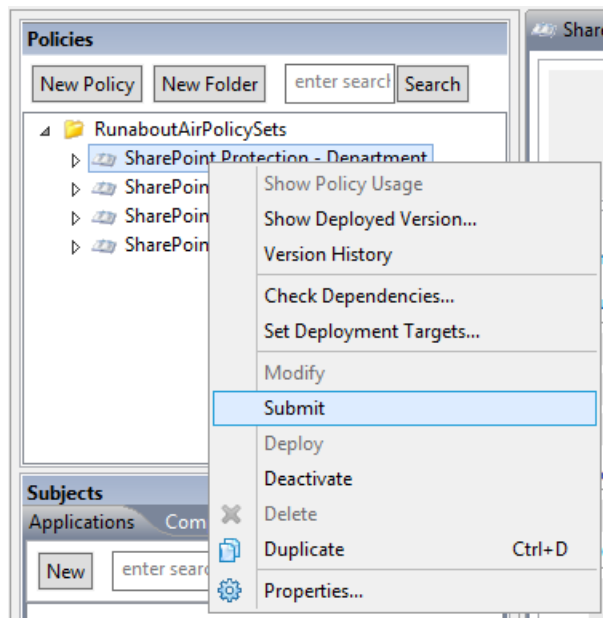 Policies
Share
New Policy New Folder enter search Search
RunaboutAirPolicySets
SharePoint Protection - Department
SharePoin
SharePoin
SharePoin
Show Policy Usage
Show Deployed Version...
Version History
Check Dependencies...
Set Deployment Targets...
Modify
Submit
Deploy
Deactivate
Delete
Duplicate Ctrl+D
Properties...
Subjects
Applications Com
New enter searc